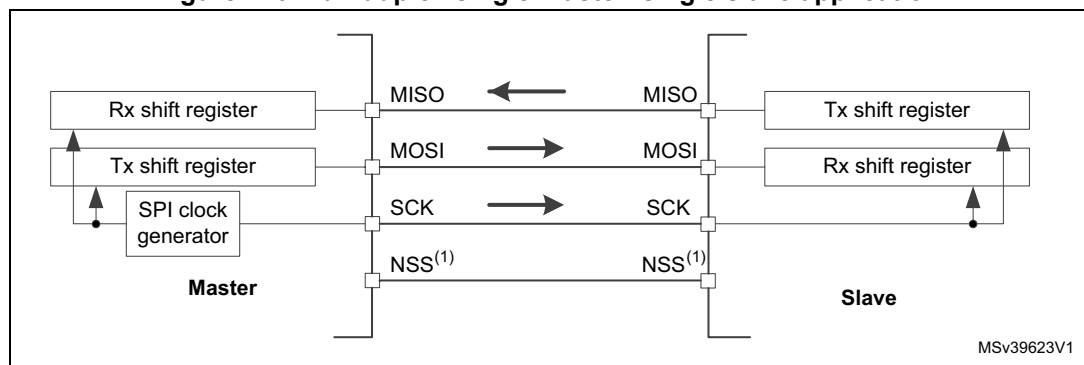 MISO MISO
Rx shift register Tx shift register
MOSI MOSI
Tx shift register Rx shift register
SPI clock
generator
SCK SCK
NSS(1) NSS(1)
Master Slave
MSv39623V1